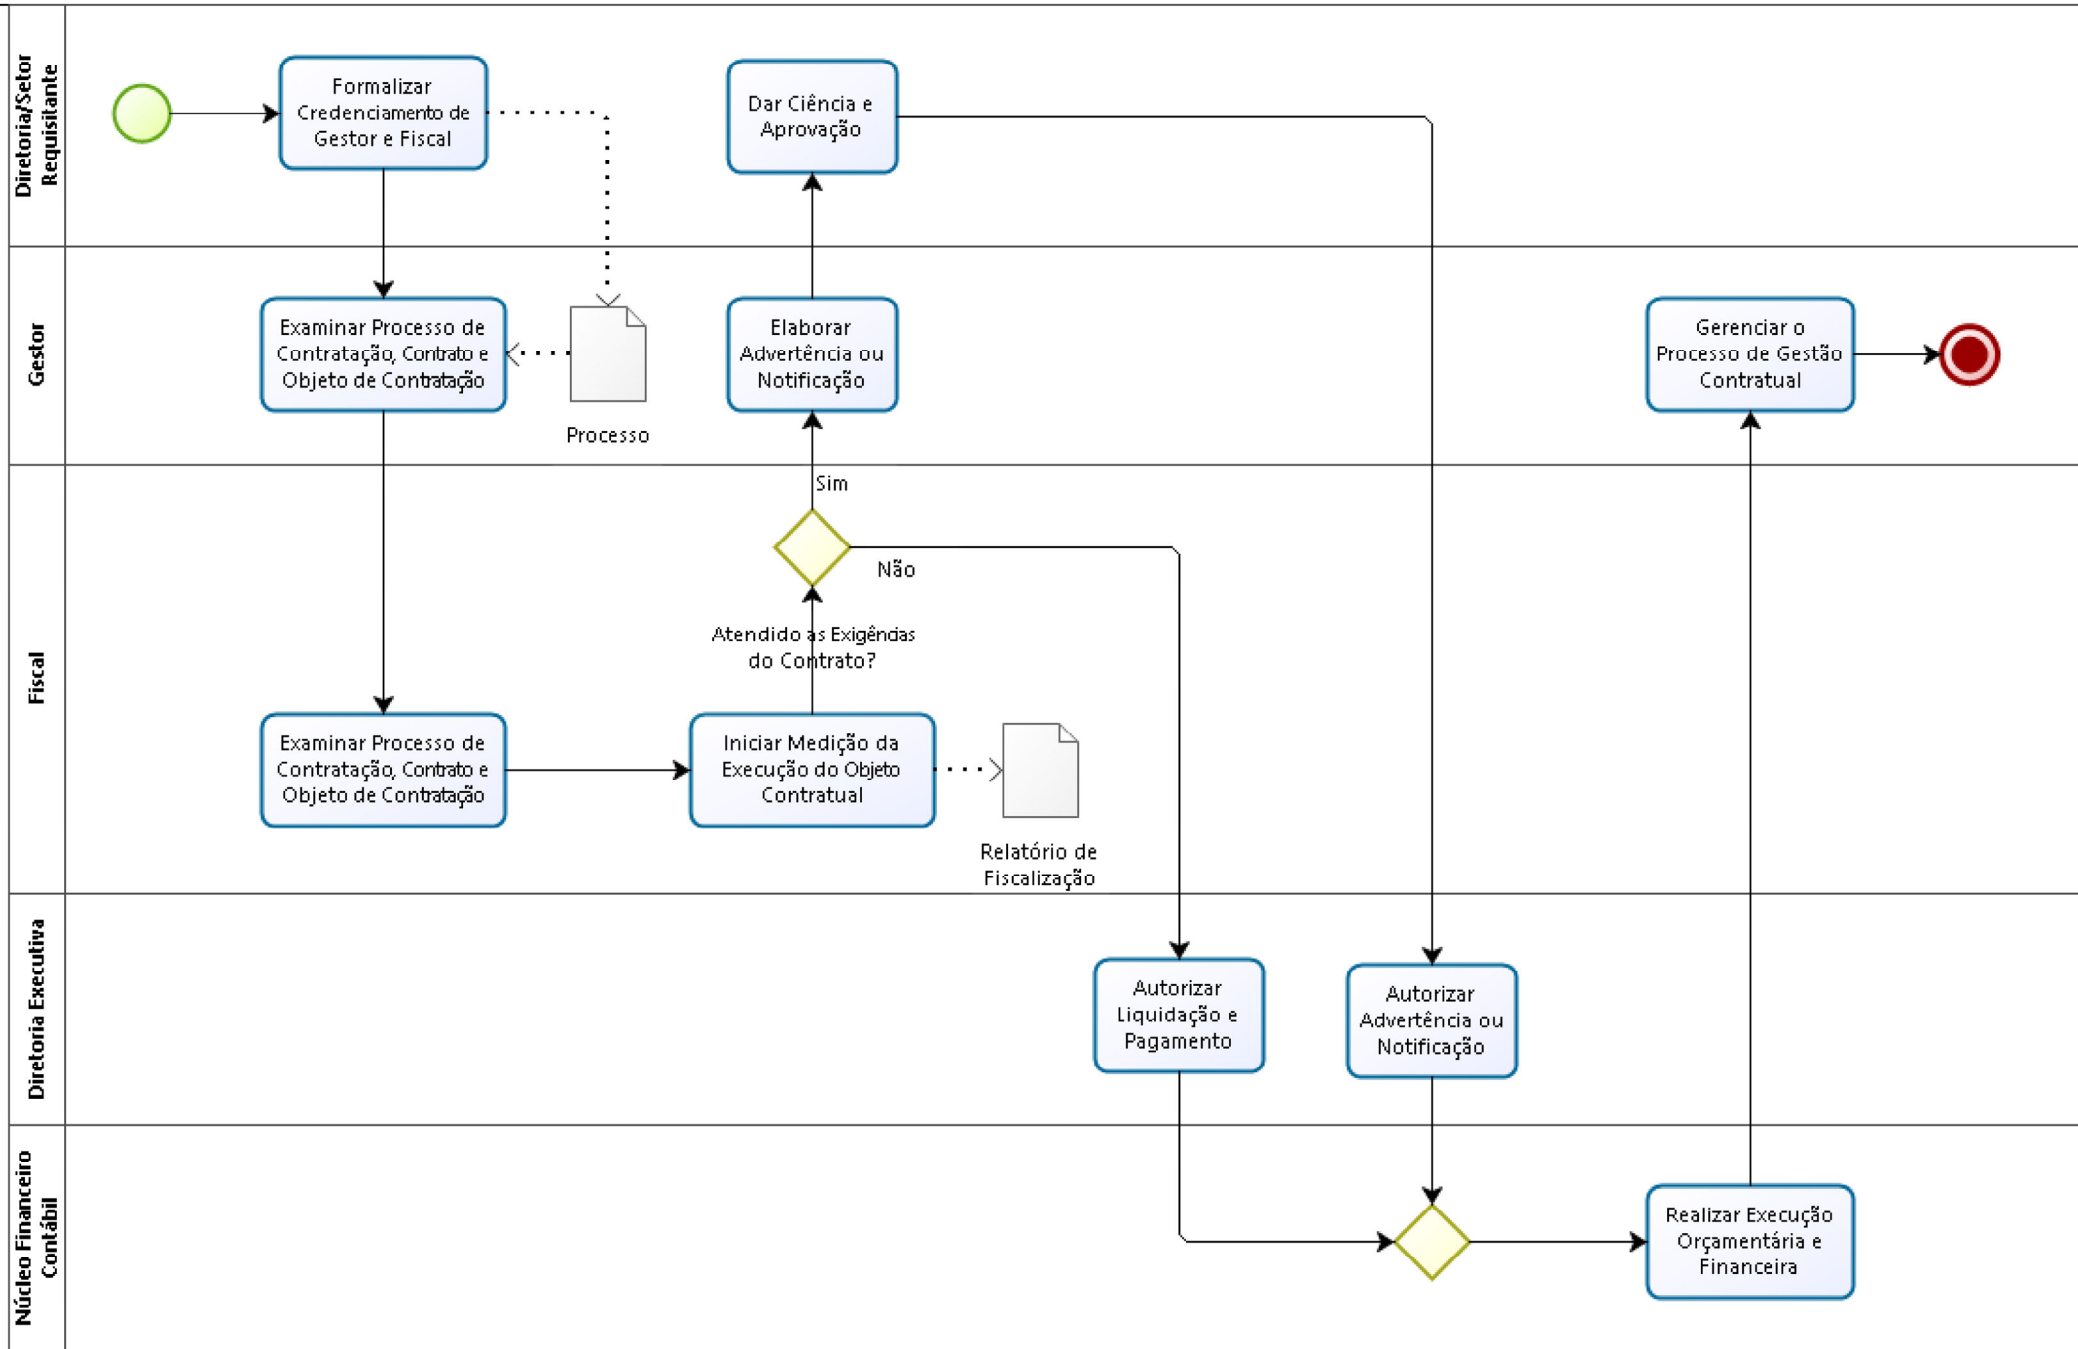 Diretoria/Setor
Requisitante
Formalizar
Credenciamento de
Gestor e Fiscal
Dar Ciência e
Aprovação
Gestor
Examinar Processo de
Contratação, Contrato e
Objeto de Contratação
Processo
Elaborar
Advertência ou
Notificação
Gerenciar o
Processo de Gestão
Contratual
Fiscal
Sim
Não
Atendido as Exigências
do Contrato?
Examinar Processo de
Contratação, Contrato e
Objeto de Contratação
Iniciar Medição da
Execução do Objeto
Contratual
Relatório de
Fiscalização
Diretoria Executiva
Autorizar
Liquidação e
Pagamento
Autorizar
Advertência ou
Notificação
Núcleo Financeiro
Contábil
Realizar Execução
Orçamentária e
Financeira